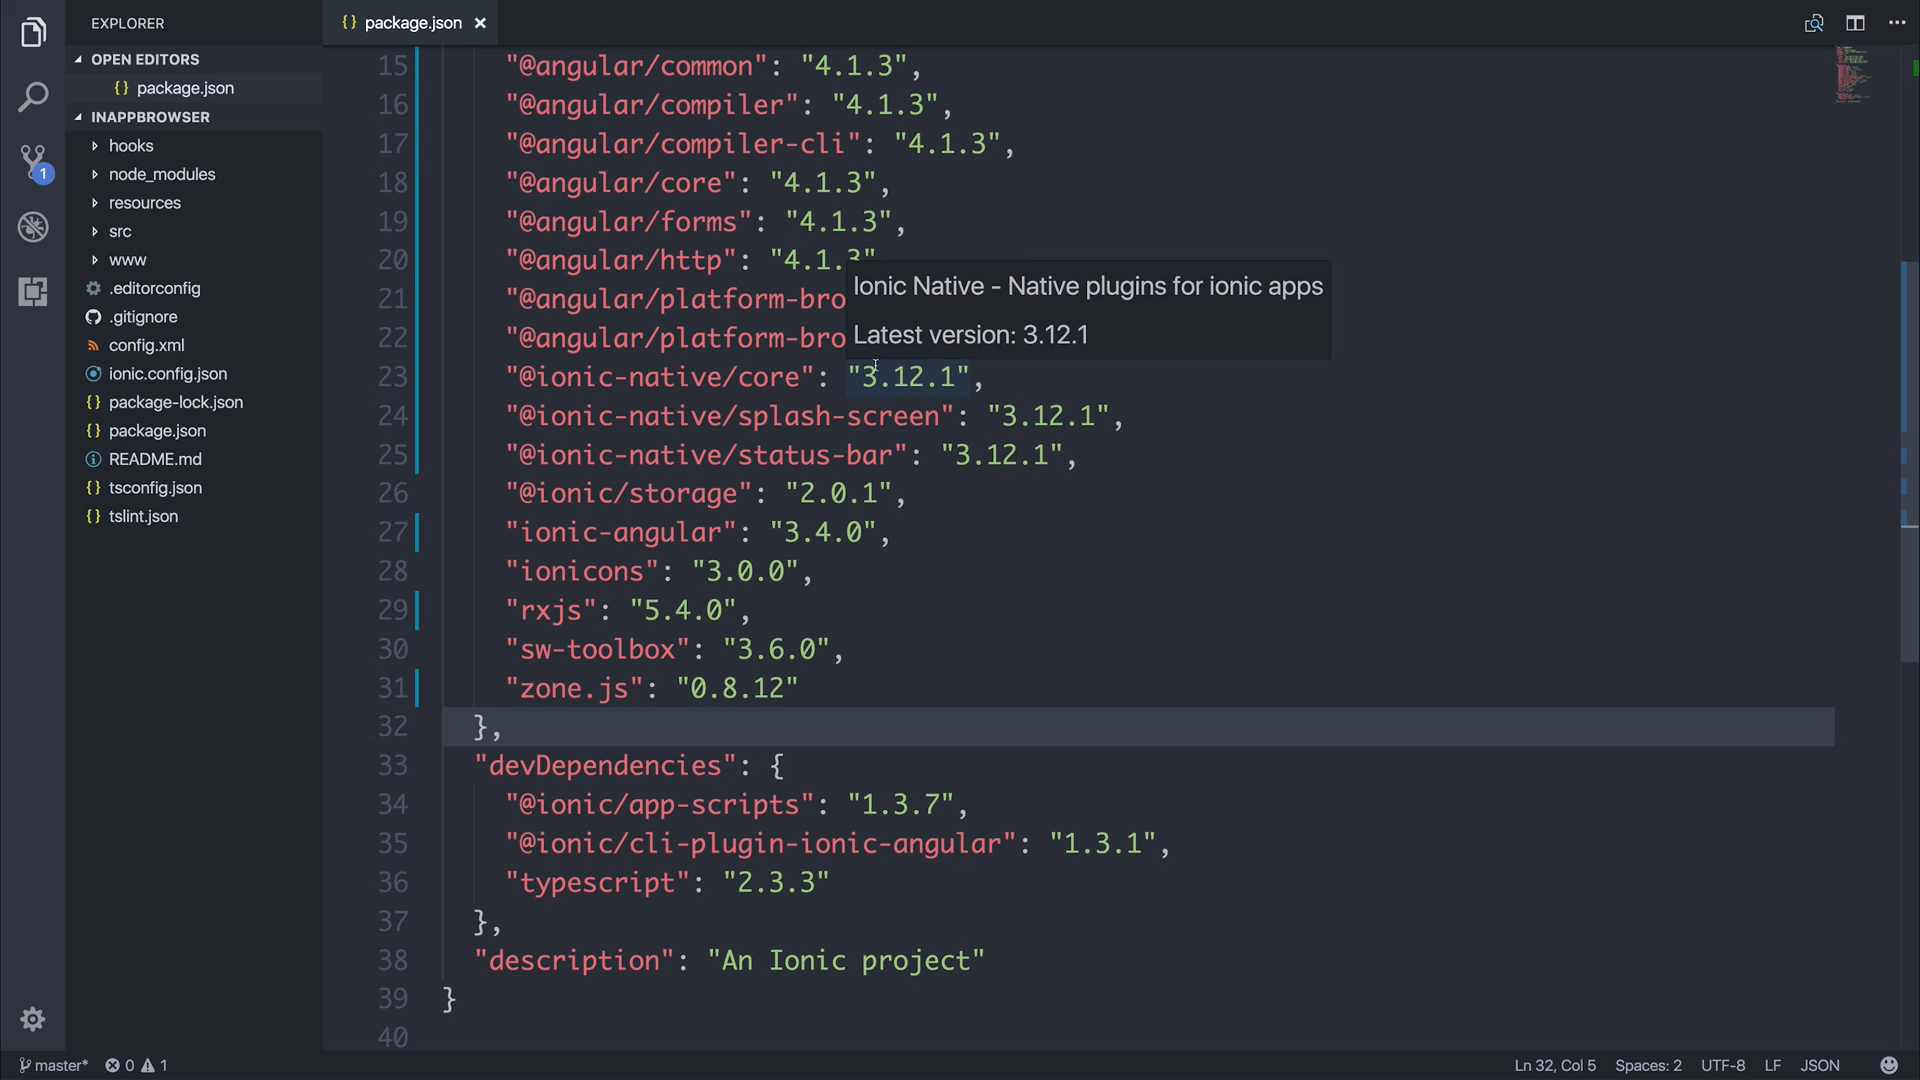 EXPLORER
OPEN EDITORS
{} package.json
INAPPBROWSER
hooks
node_modules
resources
src
www
.editorconfig
.gitignore
config.xml
ionic.config.json
{} package-lock.json
{} package.json
README.md
{} tsconfig.json
{} tslint.json
1
{} package.json ×
15 "@angular/common": "4.1.3",
16 "@angular/compiler": "4.1.3",
17 "@angular/compiler-cli": "4.1.3",
18 "@angular/core": "4.1.3",
19 "@angular/forms": "4.1.3",
20 "@angular/http": "4.1.3"
21 "@angular/platform-bro
22 "@angular/platform-bro
Ionic Native - Native plugins for ionic apps
Latest version: 3.12.1
23 "@ionic-native/core": "3.12.1",
24 "@ionic-native/splash-screen": "3.12.1",
25 "@ionic-native/status-bar": "3.12.1",
26 "@ionic/storage": "2.0.1",
27 "ionic-angular": "3.4.0",
28 "ionicons": "3.0.0",
29 "rxjs": "5.4.0",
30 "sw-toolbox": "3.6.0",
31 "zone.js": "0.8.12"
32 },
33 "devDependencies": {
34 "@ionic/app-scripts": "1.3.7",
35 "@ionic/cli-plugin-ionic-angular": "1.3.1",
36 "typescript": "2.3.3"
37 },
38 "description": "An Ionic project"
39 }
40
master* 0 1
Ln 32, Col 5 Spaces: 2 UTF-8 LF JSON